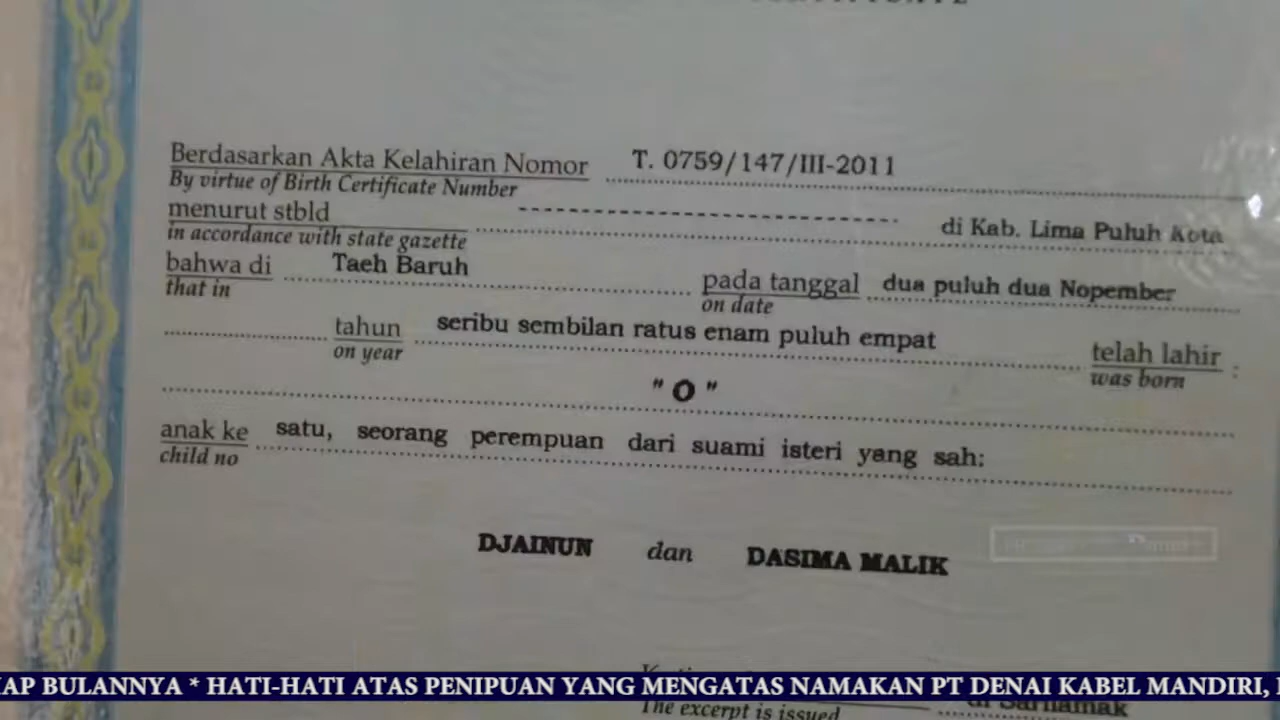 Berdasarkan Akta Kelahiran Nomor T. 0759/147/III-2011
By virtue of Birth Certificate Number
menurut stbld di Kab. Lima Puluh Kota
in accordance with state gazette
bahwa di Taeh Baruh pada tanggal dua puluh dua Nopember
that in on date
tahun seribu sembilan ratus enam puluh empat telah lahir :
on year was born
" O "
anak ke satu, seorang perempuan dari suami isteri yang sah:
child no
DJAINUN dan DASIMA MALIK
The excerpt is issued di Sarilamak
BULANNYA * HATI-HATI ATAS PENIPUAN YANG MENGATAS NAMAKAN PT DENAI KABEL MANDIRI,